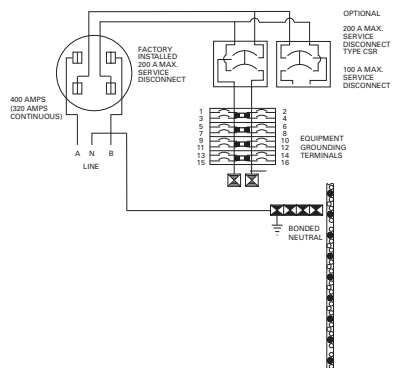 OPTIONAL
200 A MAX.
SERVICE
DISCONNECT
TYPE CSR
100 A MAX.
SERVICE
DISCONNECT
FACTORY
INSTALLED
200 A MAX.
SERVICE
DISCONNECT
400 AMPS
(320 AMPS
CONTINUOUS)
A N B
LINE
1 2
3 4
5 6
7 8
9 10
11 12
13 14
15 16
EQUIPMENT
GROUNDING
TERMINALS
BONDED
NEUTRAL